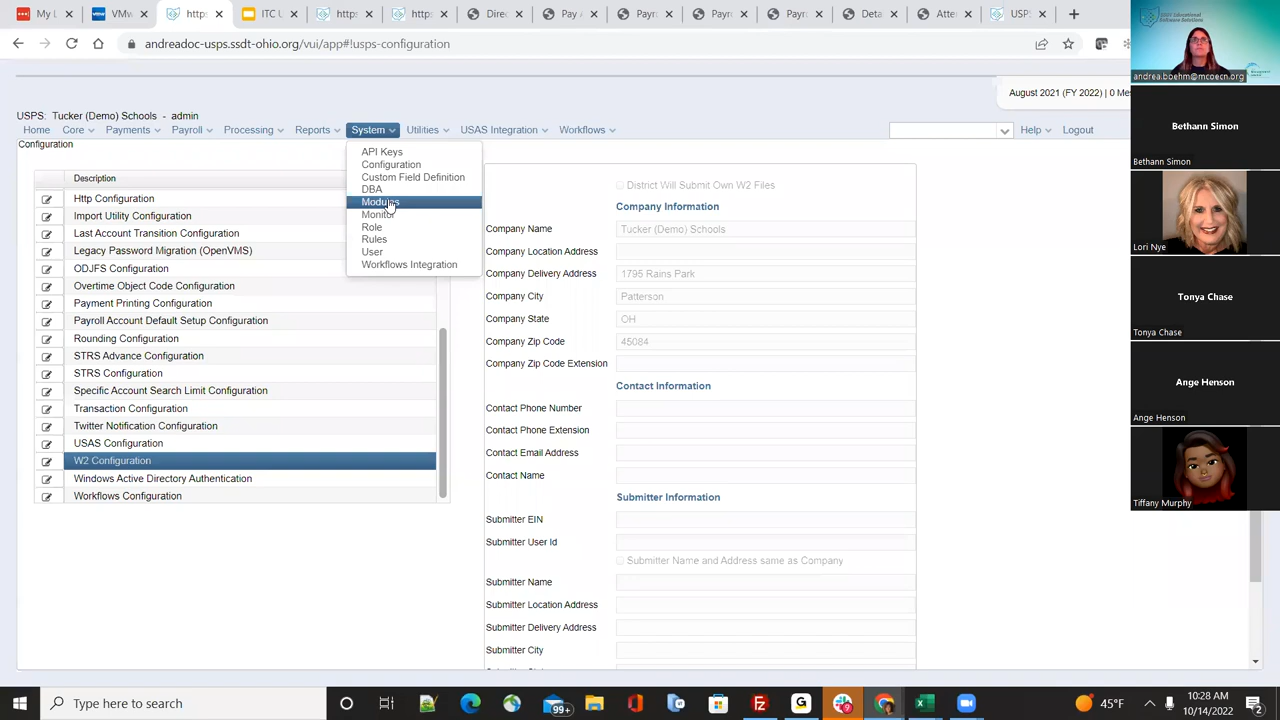 My L
vmw
https
ITC U
https
Pay
Pay
Pay
Pay
Deta
Atte
USPS
andreadoc-usps.ssdt-ohio.org/vui/app#!usps-configuration
August 2021 (FY 2022) | 0 Mes
USPS: Tucker (Demo) Schools - admin
Home Core Payments Payroll Processing Reports System Utilities USAS Integration Workflows Help Logout
Configuration
API Keys
Configuration
Custom Field Definition
DBA
Modules
Monitor
Role
Rules
User
Workflows Integration
Description
Http Configuration
Import Utility Configuration
Last Account Transition Configuration
Legacy Password Migration (OpenVMS)
ODJFS Configuration
Overtime Object Code Configuration
Payment Printing Configuration
Payroll Account Default Setup Configuration
Rounding Configuration
STRS Advance Configuration
STRS Configuration
Specific Account Search Limit Configuration
Transaction Configuration
Twitter Notification Configuration
USAS Configuration
W2 Configuration
Windows Active Directory Authentication
Workflows Configuration
District Will Submit Own W2 Files
Company Information
Company Name Tucker (Demo) Schools
Company Location Address
Company Delivery Address 1795 Rains Park
Company City Patterson
Company State OH
Company Zip Code 45084
Company Zip Code Extension
Contact Information
Contact Phone Number
Contact Phone Extension
Contact Email Address
Contact Name
Submitter Information
Submitter EIN
Submitter User Id
Submitter Name and Address same as Company
Submitter Name
Submitter Location Address
Submitter Delivery Address
Submitter City
andrea.boehm@mcoecn.org
Bethann Simon
Bethann Simon
Lori Nye
Tonya Chase
Tonya Chase
Ange Henson
Ange Henson
Tiffany Murphy
Type here to search
99+
45°F
10:28 AM
10/14/2022
2